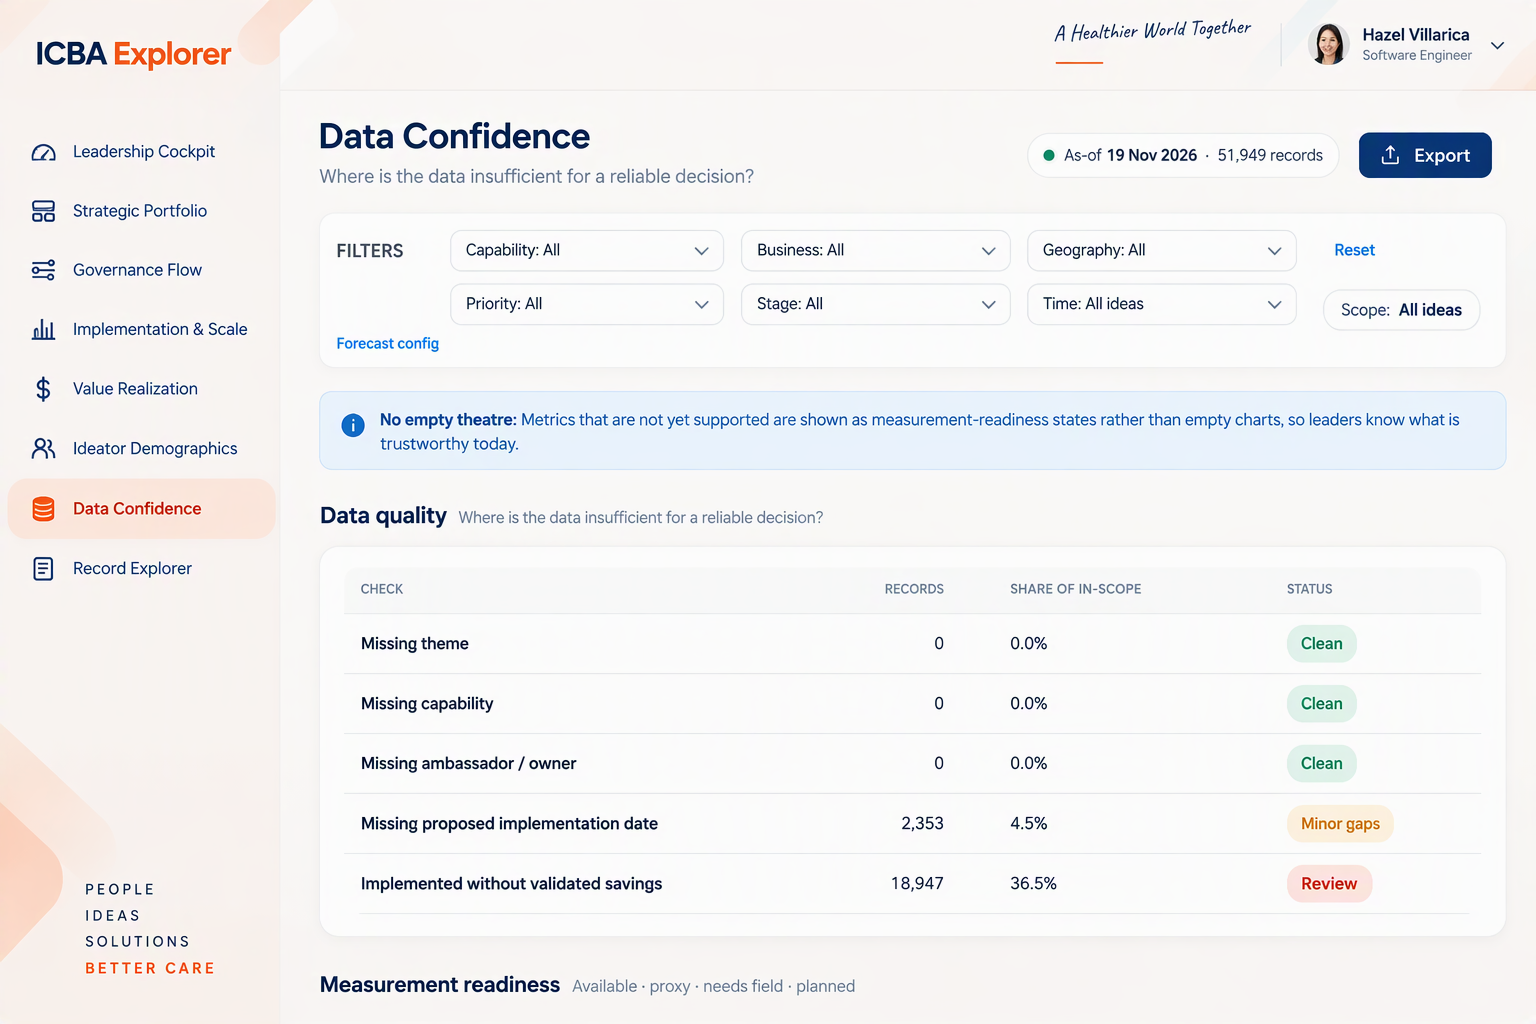 ICBA Explorer
A Healthier World Together
Hazel Villarica
Software Engineer
Leadership Cockpit
Strategic Portfolio
Governance Flow
Implementation & Scale
Value Realization
Ideator Demographics
Data Confidence
Record Explorer
PEOPLE
IDEAS
SOLUTIONS
BETTER CARE
Data Confidence
Where is the data insufficient for a reliable decision?
As-of 19 Nov 2026 · 51,949 records
Export
FILTERS
Capability: All
Business: All
Geography: All
Reset
Priority: All
Stage: All
Time: All ideas
Scope: All ideas
Forecast config
No empty theatre: Metrics that are not yet supported are shown as measurement-readiness states rather than empty charts, so leaders know what is
trustworthy today.
Data quality Where is the data insufficient for a reliable decision?
CHECK RECORDS SHARE OF IN-SCOPE STATUS
Missing theme 0 0.0% Clean
Missing capability 0 0.0% Clean
Missing ambassador / owner 0 0.0% Clean
Missing proposed implementation date 2,353 4.5% Minor gaps
Implemented without validated savings 18,947 36.5% Review
Measurement readiness Available · proxy · needs field · planned